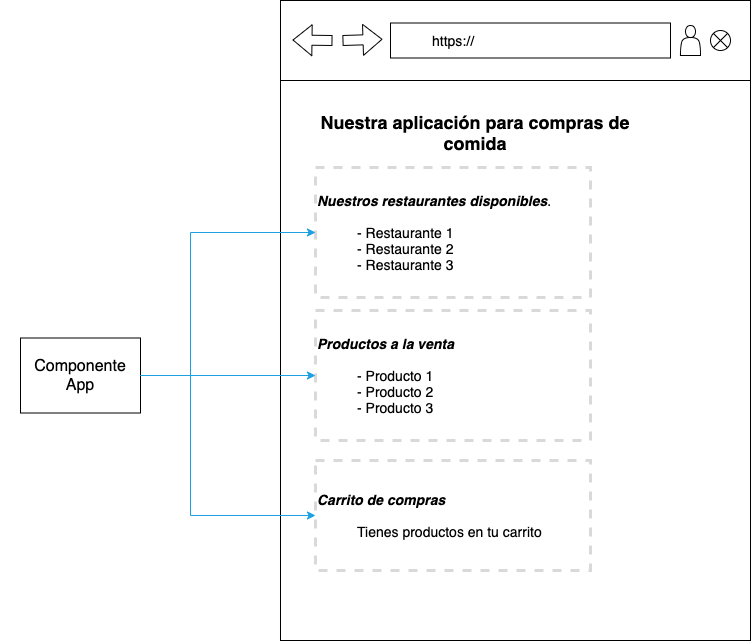 https://
Nuestra aplicación para compras de
comida
Nuestros restaurantes disponibles.
- Restaurante 1
- Restaurante 2
- Restaurante 3
Componente
App
Productos a la venta
- Producto 1
- Producto 2
- Producto 3
Carrito de compras
Tienes productos en tu carrito